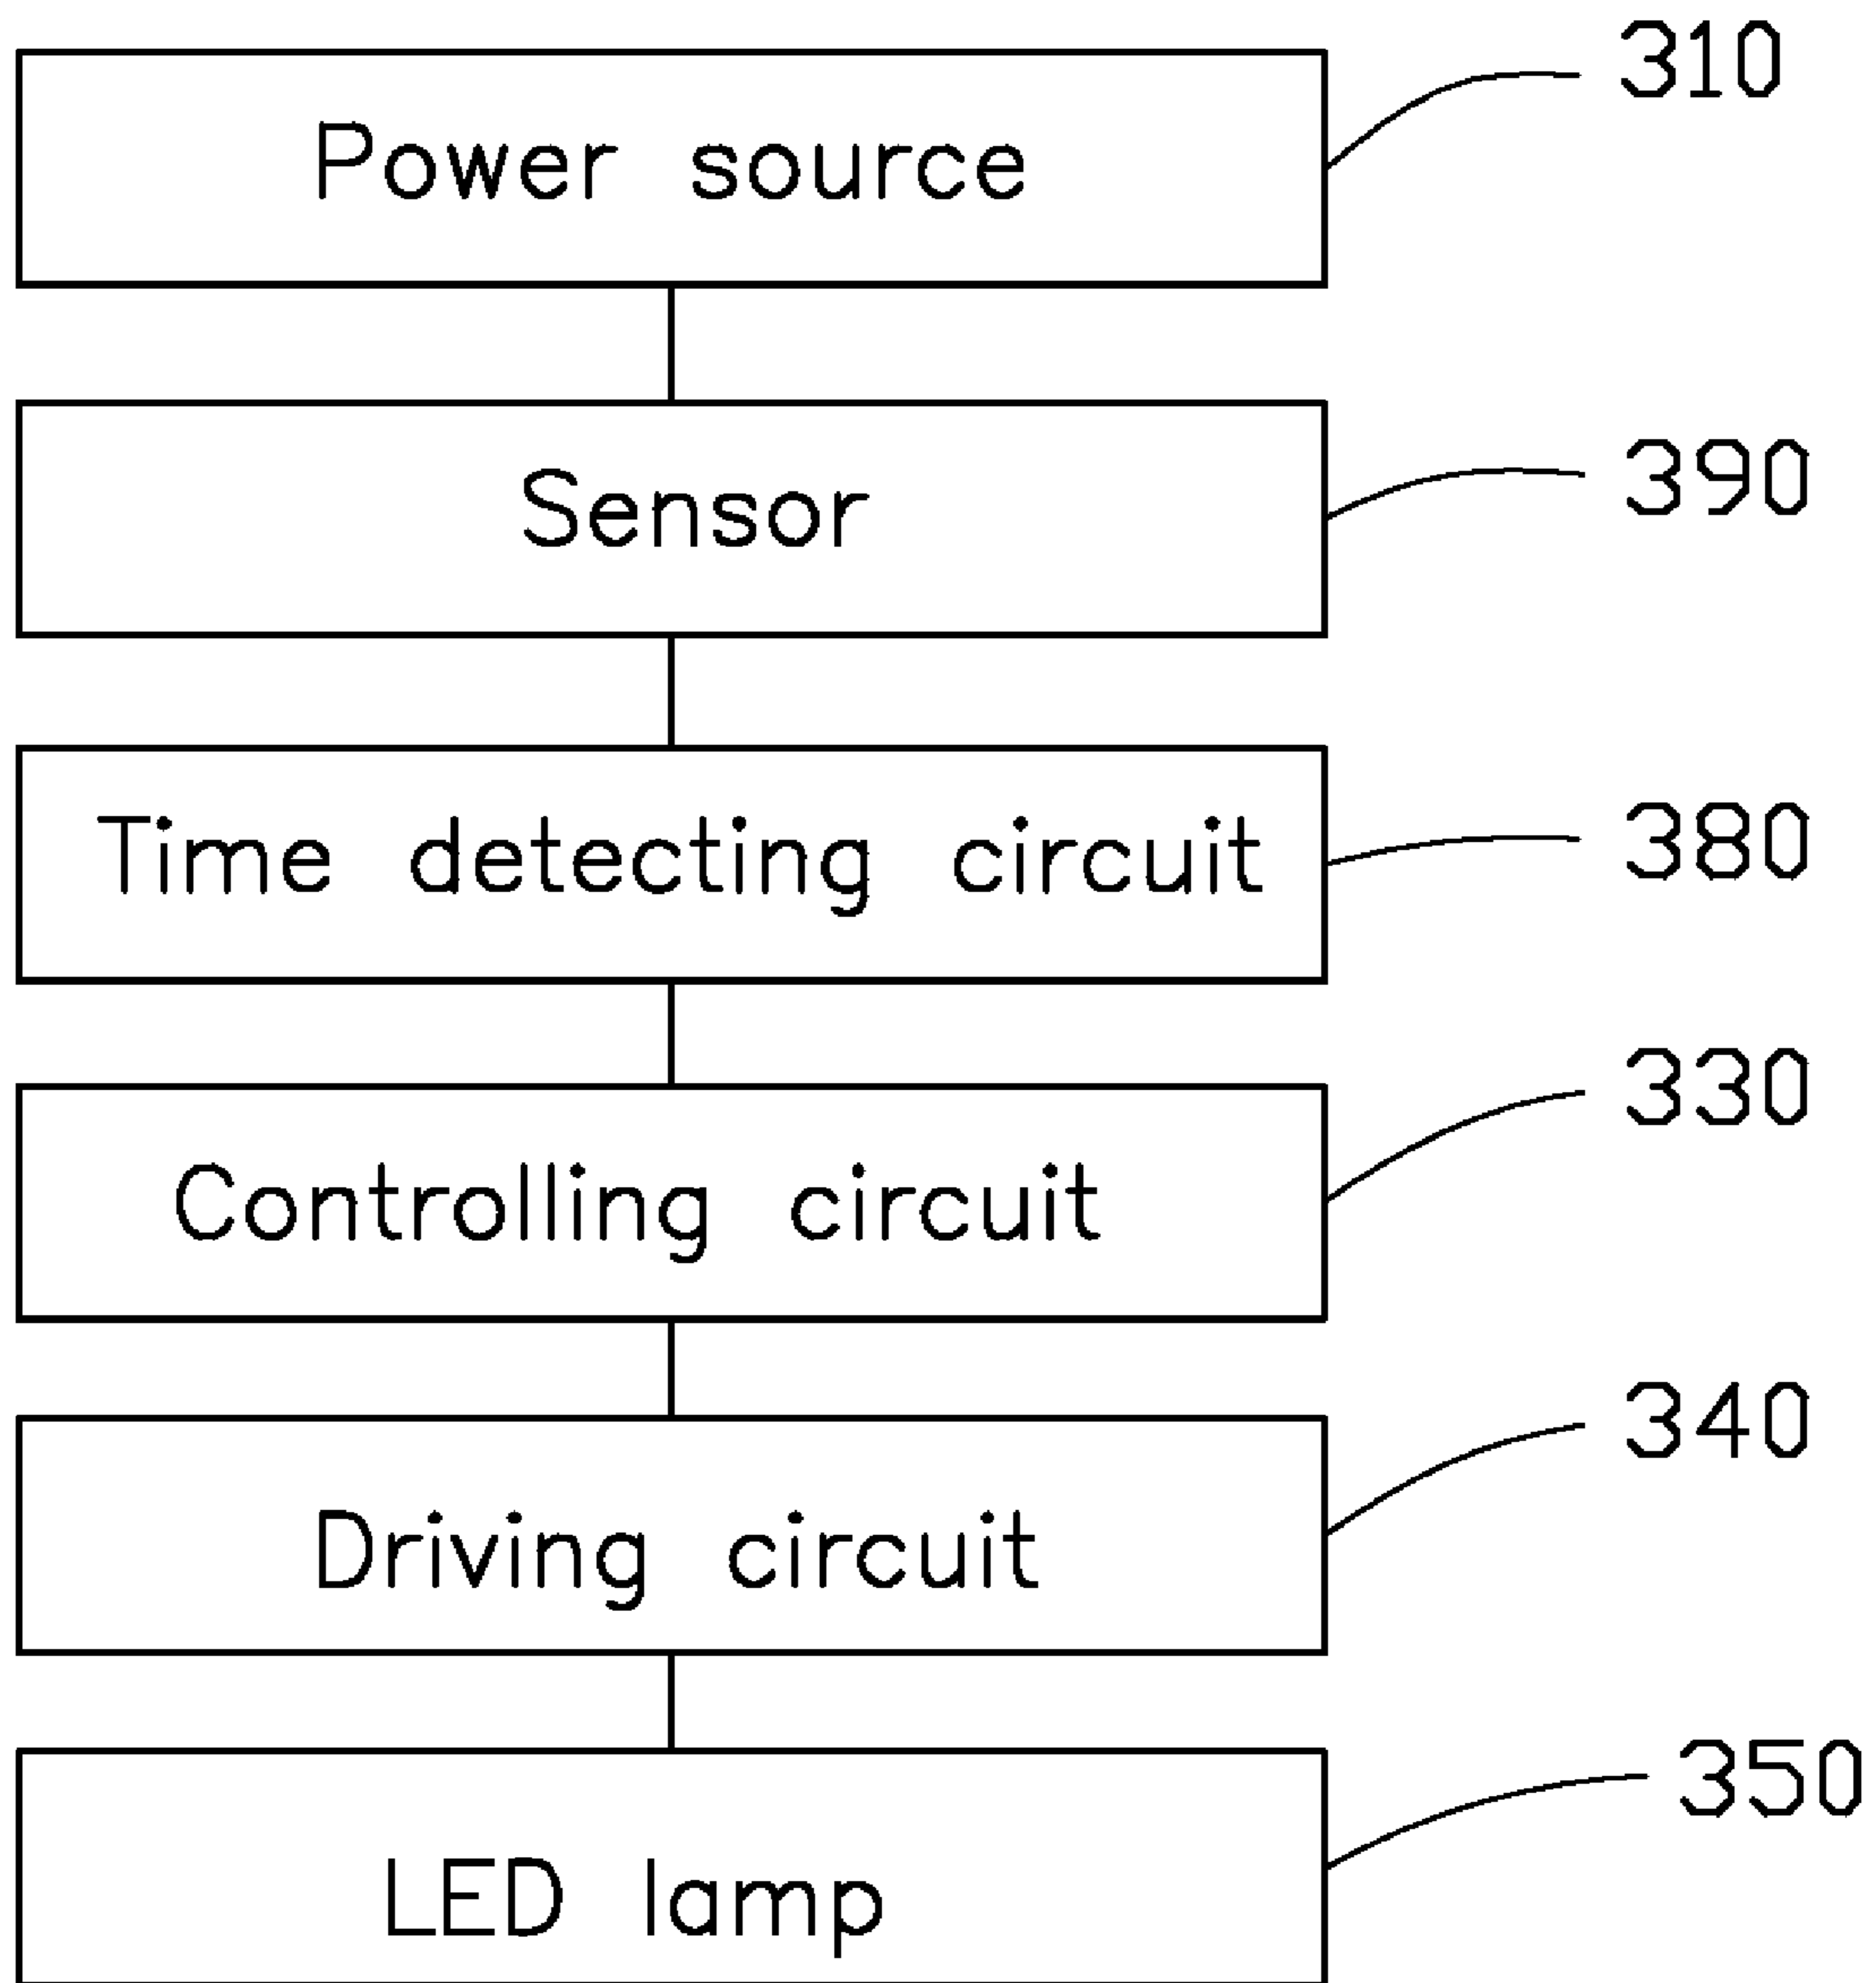 Power source 310
Sensor 390
Time detecting circuit 380
Controlling circuit 330
Driving circuit 340
LED lamp 350